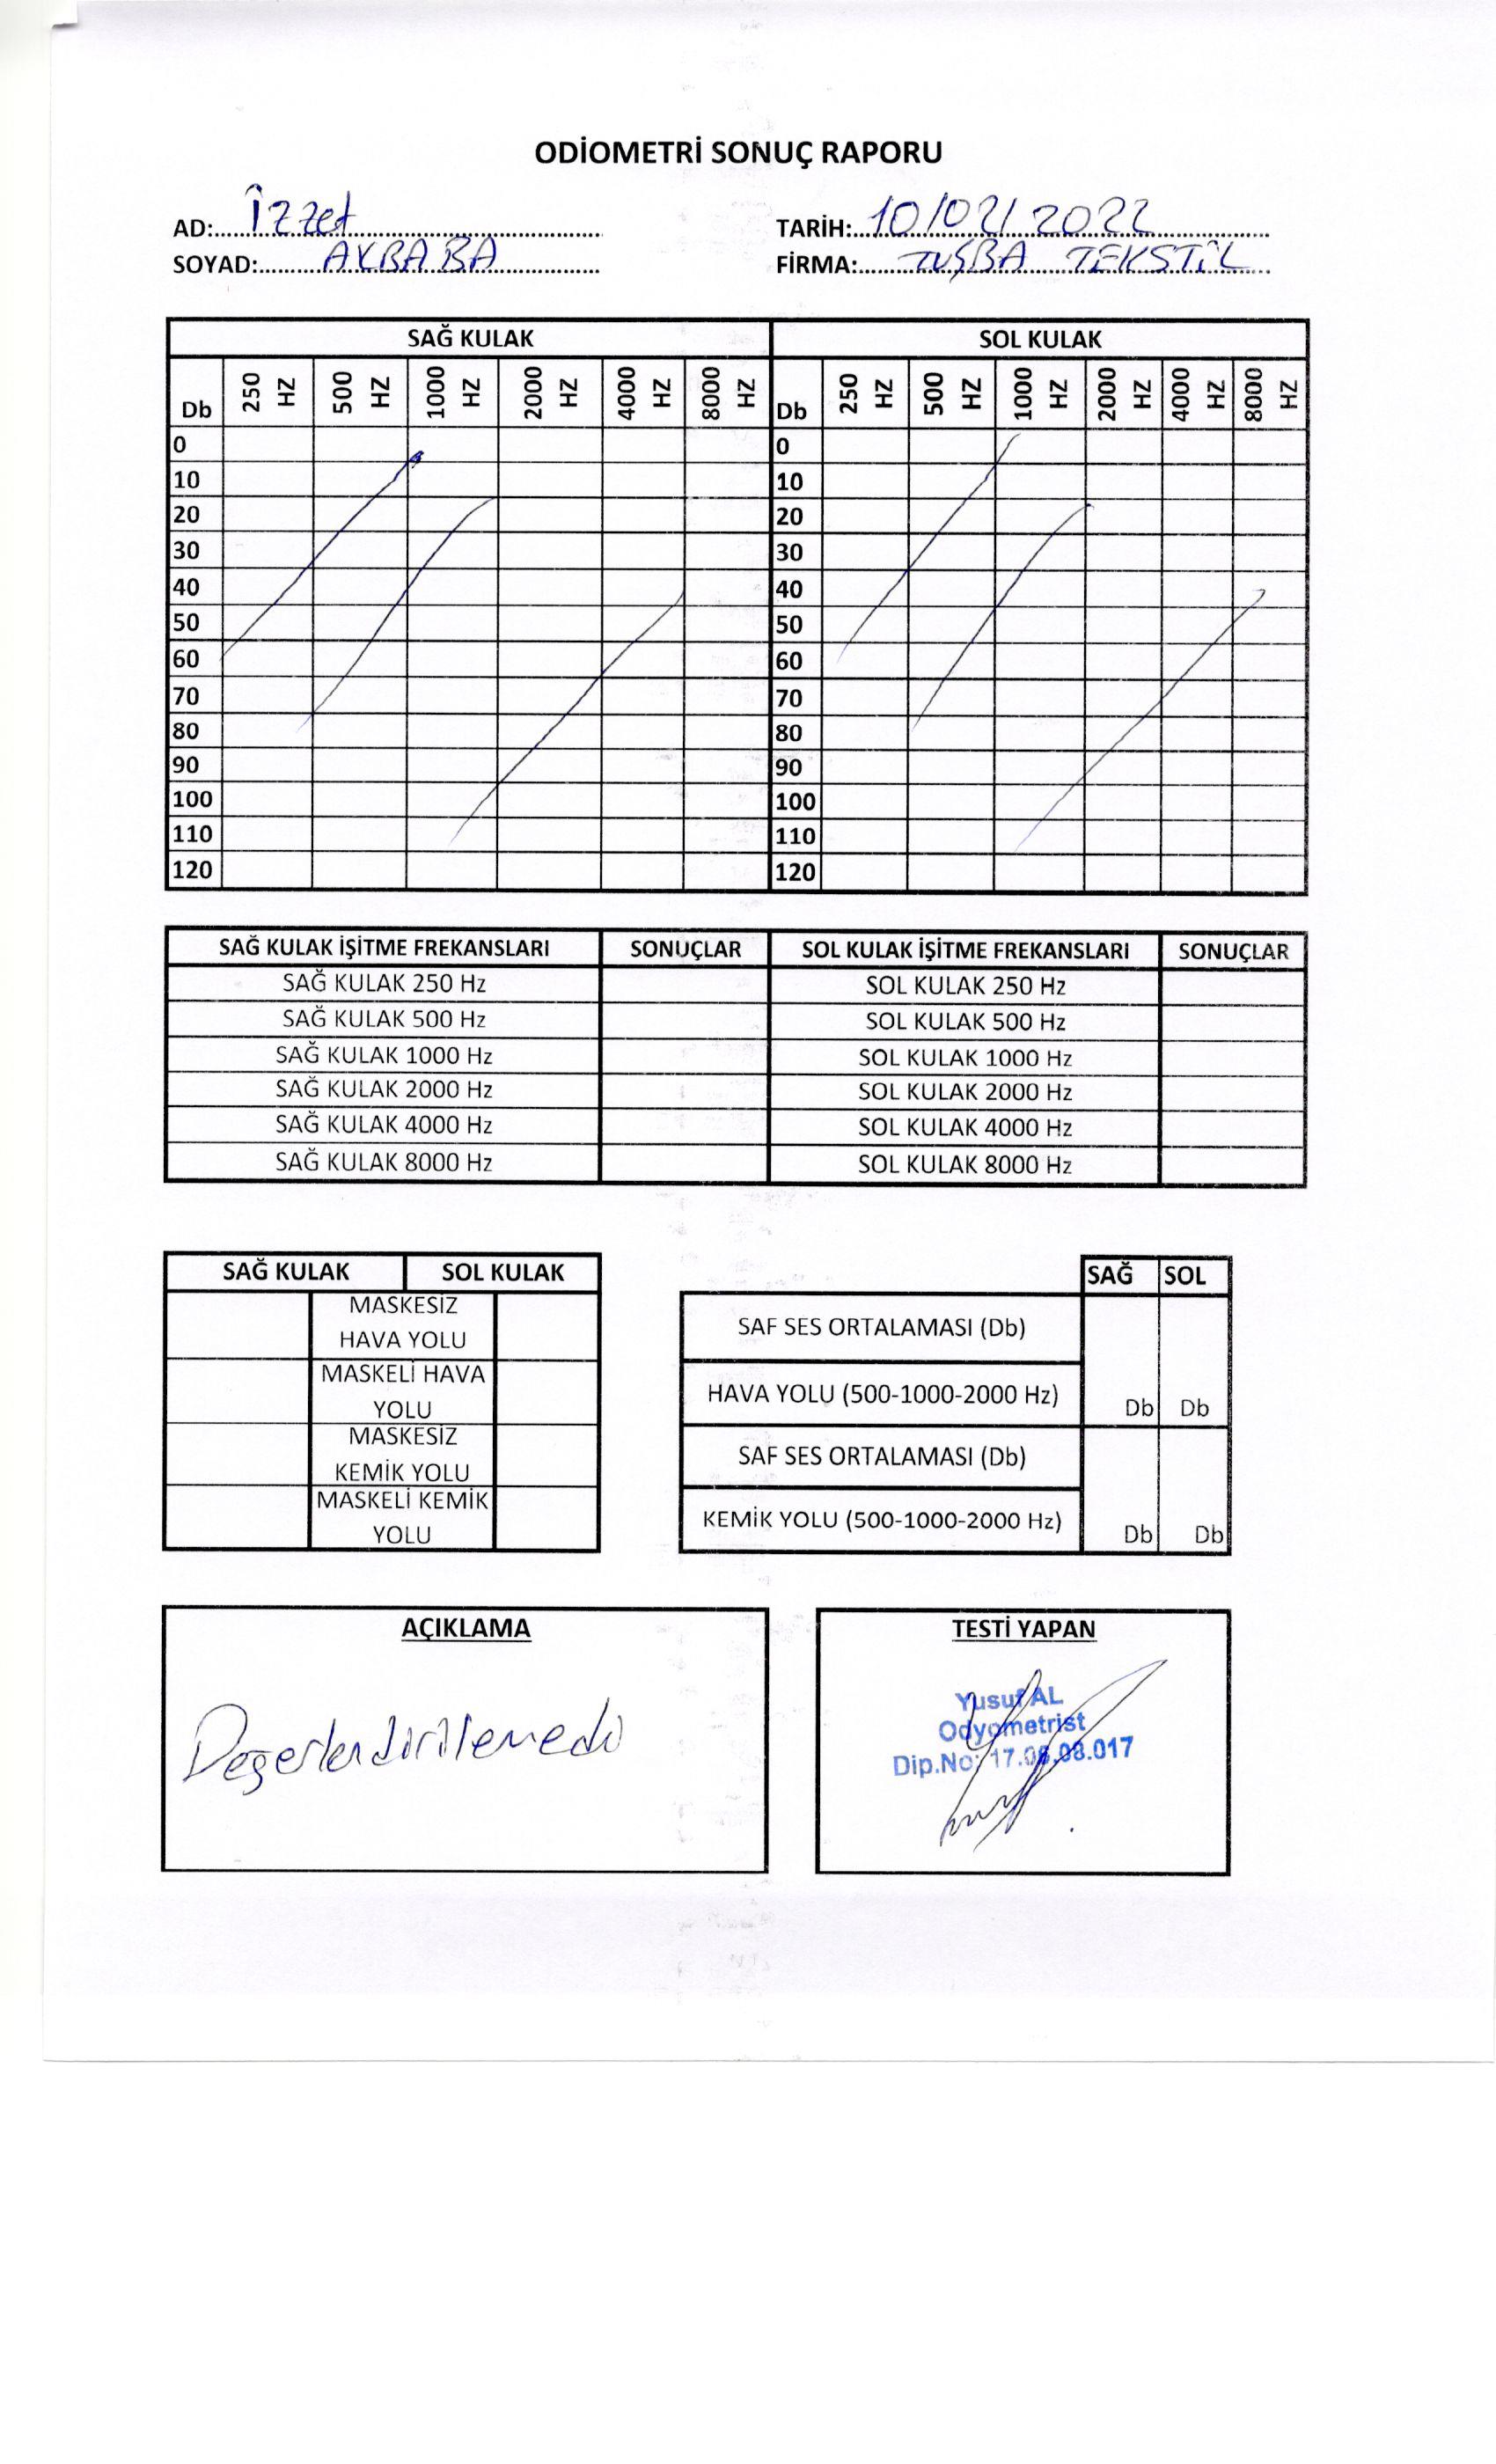 ODİOMETRİ SONUÇ RAPORU
AD: İzzet TARİH: 10/02/2022
SOYAD: AKBABA FİRMA: TUŞBA TEKSTİL
SAĞ KULAK SOL KULAK
Db 250 HZ 500 HZ 1000 HZ 2000 HZ 4000 HZ 8000 HZ Db 250 HZ 500 HZ 1000 HZ 2000 HZ 4000 HZ 8000 HZ
0 0
10 10
20 20
30 30
40 40
50 50
60 60
70 70
80 80
90 90
100 100
110 110
120 120
SAĞ KULAK İŞİTME FREKANSLARI SONUÇLAR SOL KULAK İŞİTME FREKANSLARI SONUÇLAR
SAĞ KULAK 250 Hz SOL KULAK 250 Hz
SAĞ KULAK 500 Hz SOL KULAK 500 Hz
SAĞ KULAK 1000 Hz SOL KULAK 1000 Hz
SAĞ KULAK 2000 Hz SOL KULAK 2000 Hz
SAĞ KULAK 4000 Hz SOL KULAK 4000 Hz
SAĞ KULAK 8000 Hz SOL KULAK 8000 Hz
SAĞ KULAK SOL KULAK
MASKESİZ
HAVA YOLU
MASKELİ HAVA
YOLU
MASKESİZ
KEMİK YOLU
MASKELİ KEMİK
YOLU
SAĞ SOL
SAF SES ORTALAMASI (Db)
HAVA YOLU (500-1000-2000 Hz) Db Db
SAF SES ORTALAMASI (Db)
KEMİK YOLU (500-1000-2000 Hz) Db Db
AÇIKLAMA
Değerlendirilemedi
TESTİ YAPAN
Yusuf AL
Odyometrist
Dip.No: 17.06.08.017